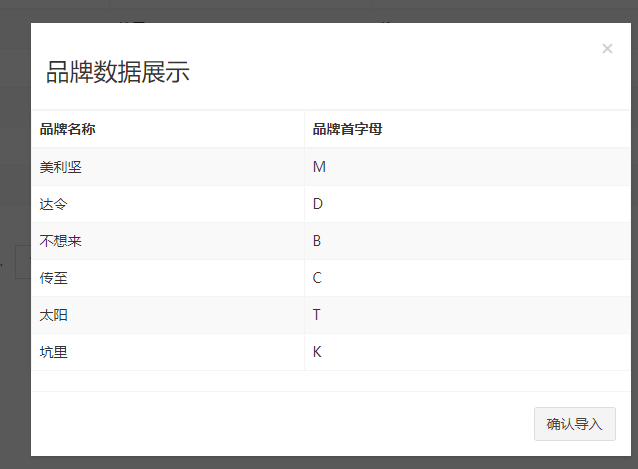 ×
品牌数据展示
品牌名称 品牌首字母
美利坚 M
达令 D
不想来 B
传至 C
太阳 T
坑里 K
确认导入